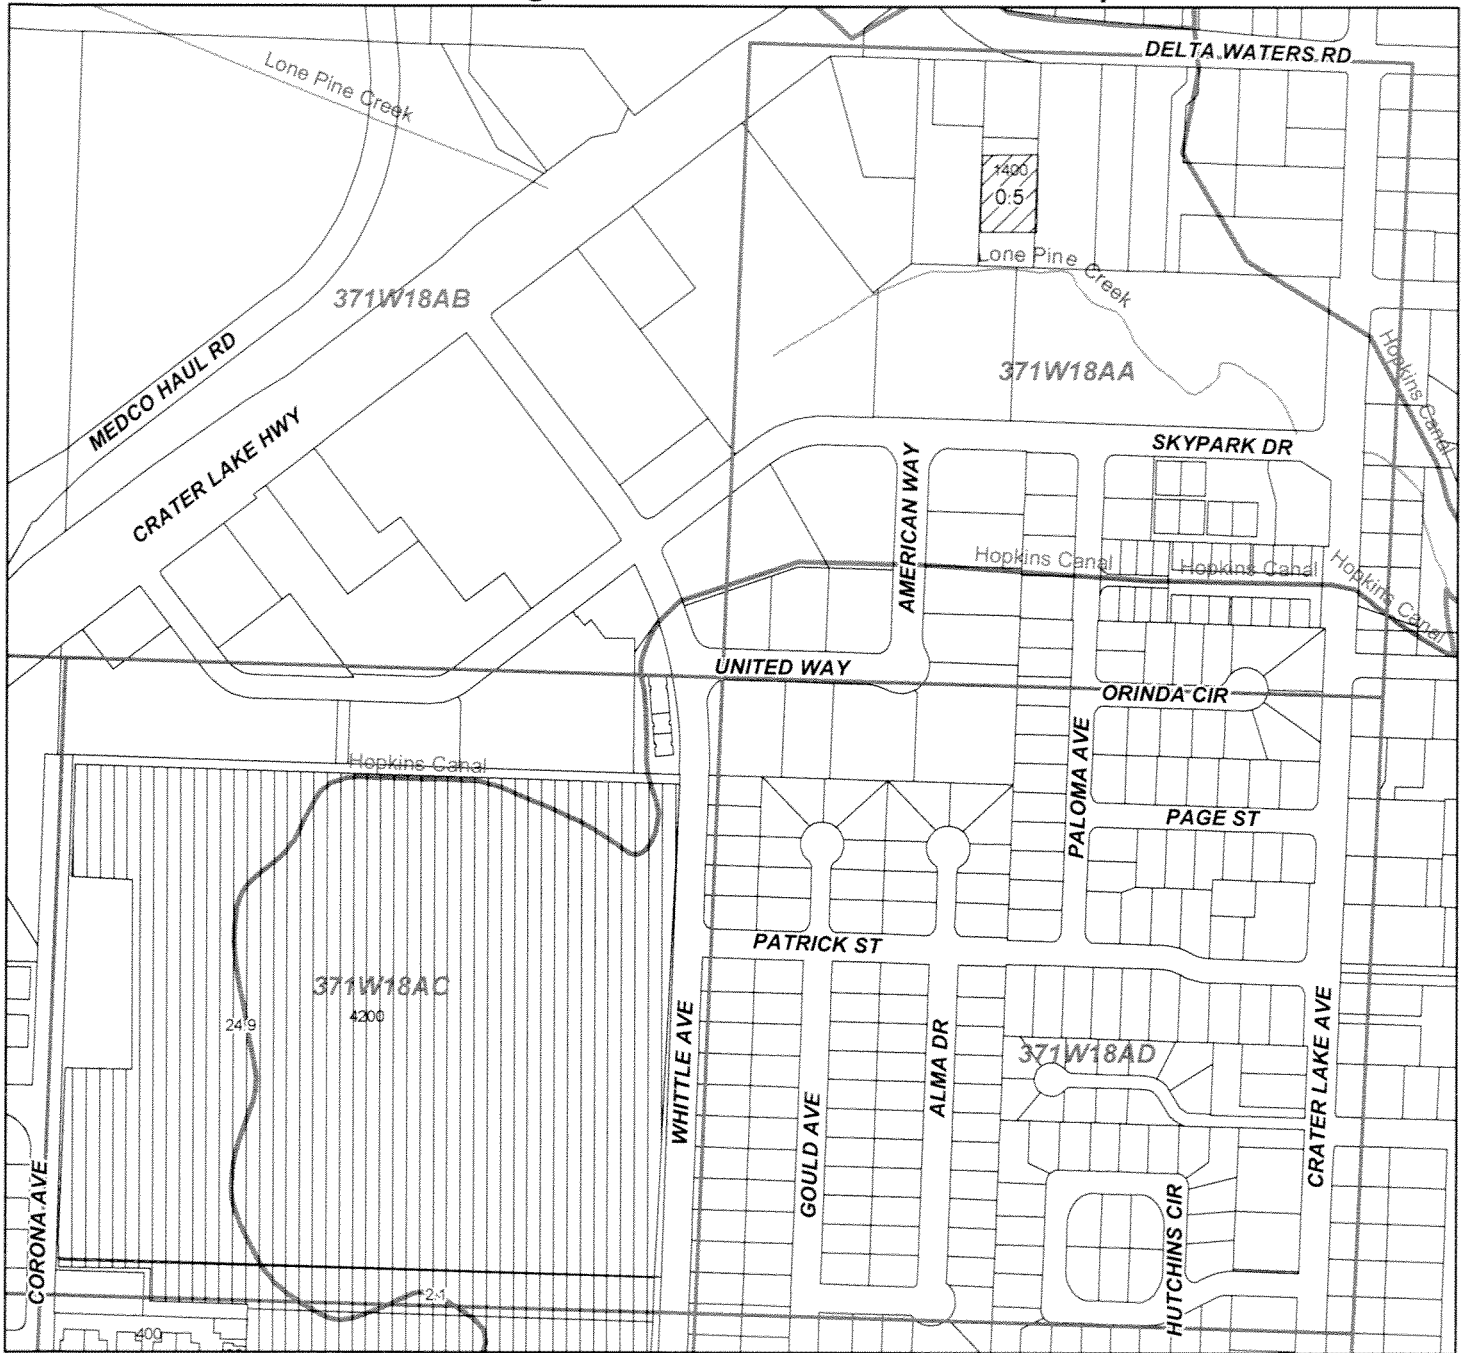 DELTA WATERS RD
Lone Pine Creek
1400
0.5
Lone Pine Creek
371W18AB
MEDCO HAUL RD
371W18AA
Hopkins Canal
CRATER LAKE HWY
SKYPARK DR
AMERICAN WAY
Hopkins Canal
Hopkins Canal
Hopkins Canal
UNITED WAY
ORINDA CIR
PALOMA AVE
Hopkins Canal
PAGE ST
PATRICK ST
371W18AC
24.9
4200
WHITTLE AVE
371W18AD
ALMA DR
GOULD AVE
CRATER LAKE AVE
CORONA AVE
HUTCHINS CIR
2.1
400